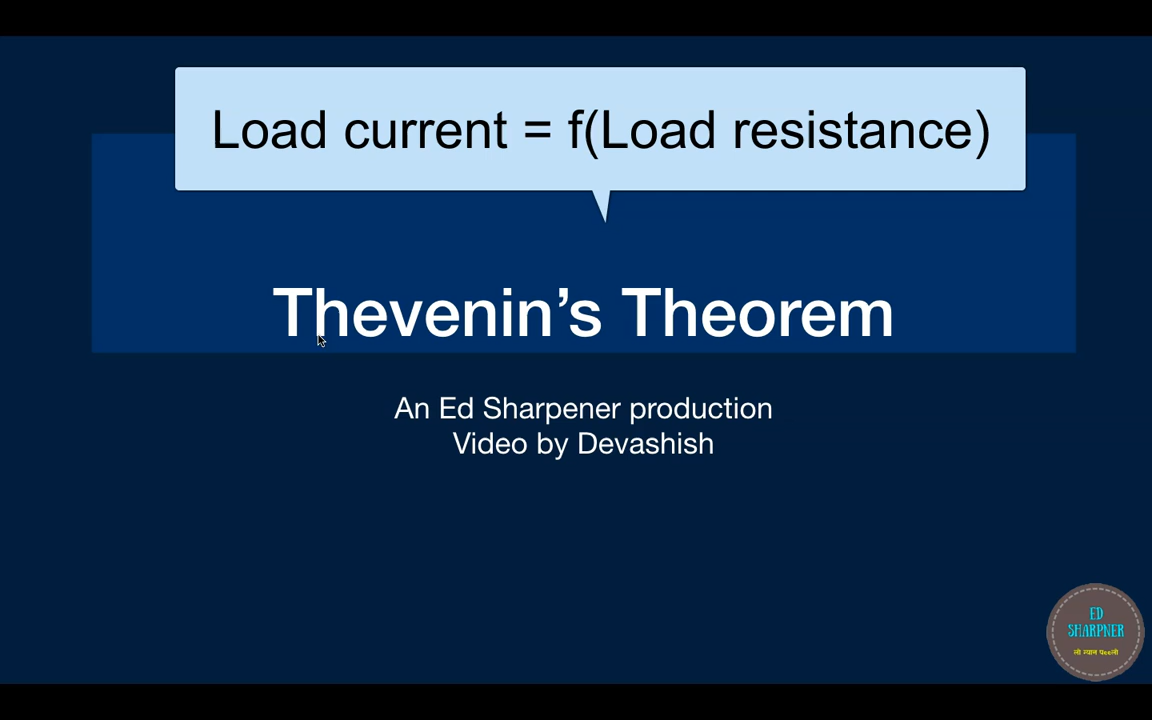 Load current = f(Load resistance)
Thevenin’s Theorem
An Ed Sharpener production
Video by Devashish
ED
SHARPNER